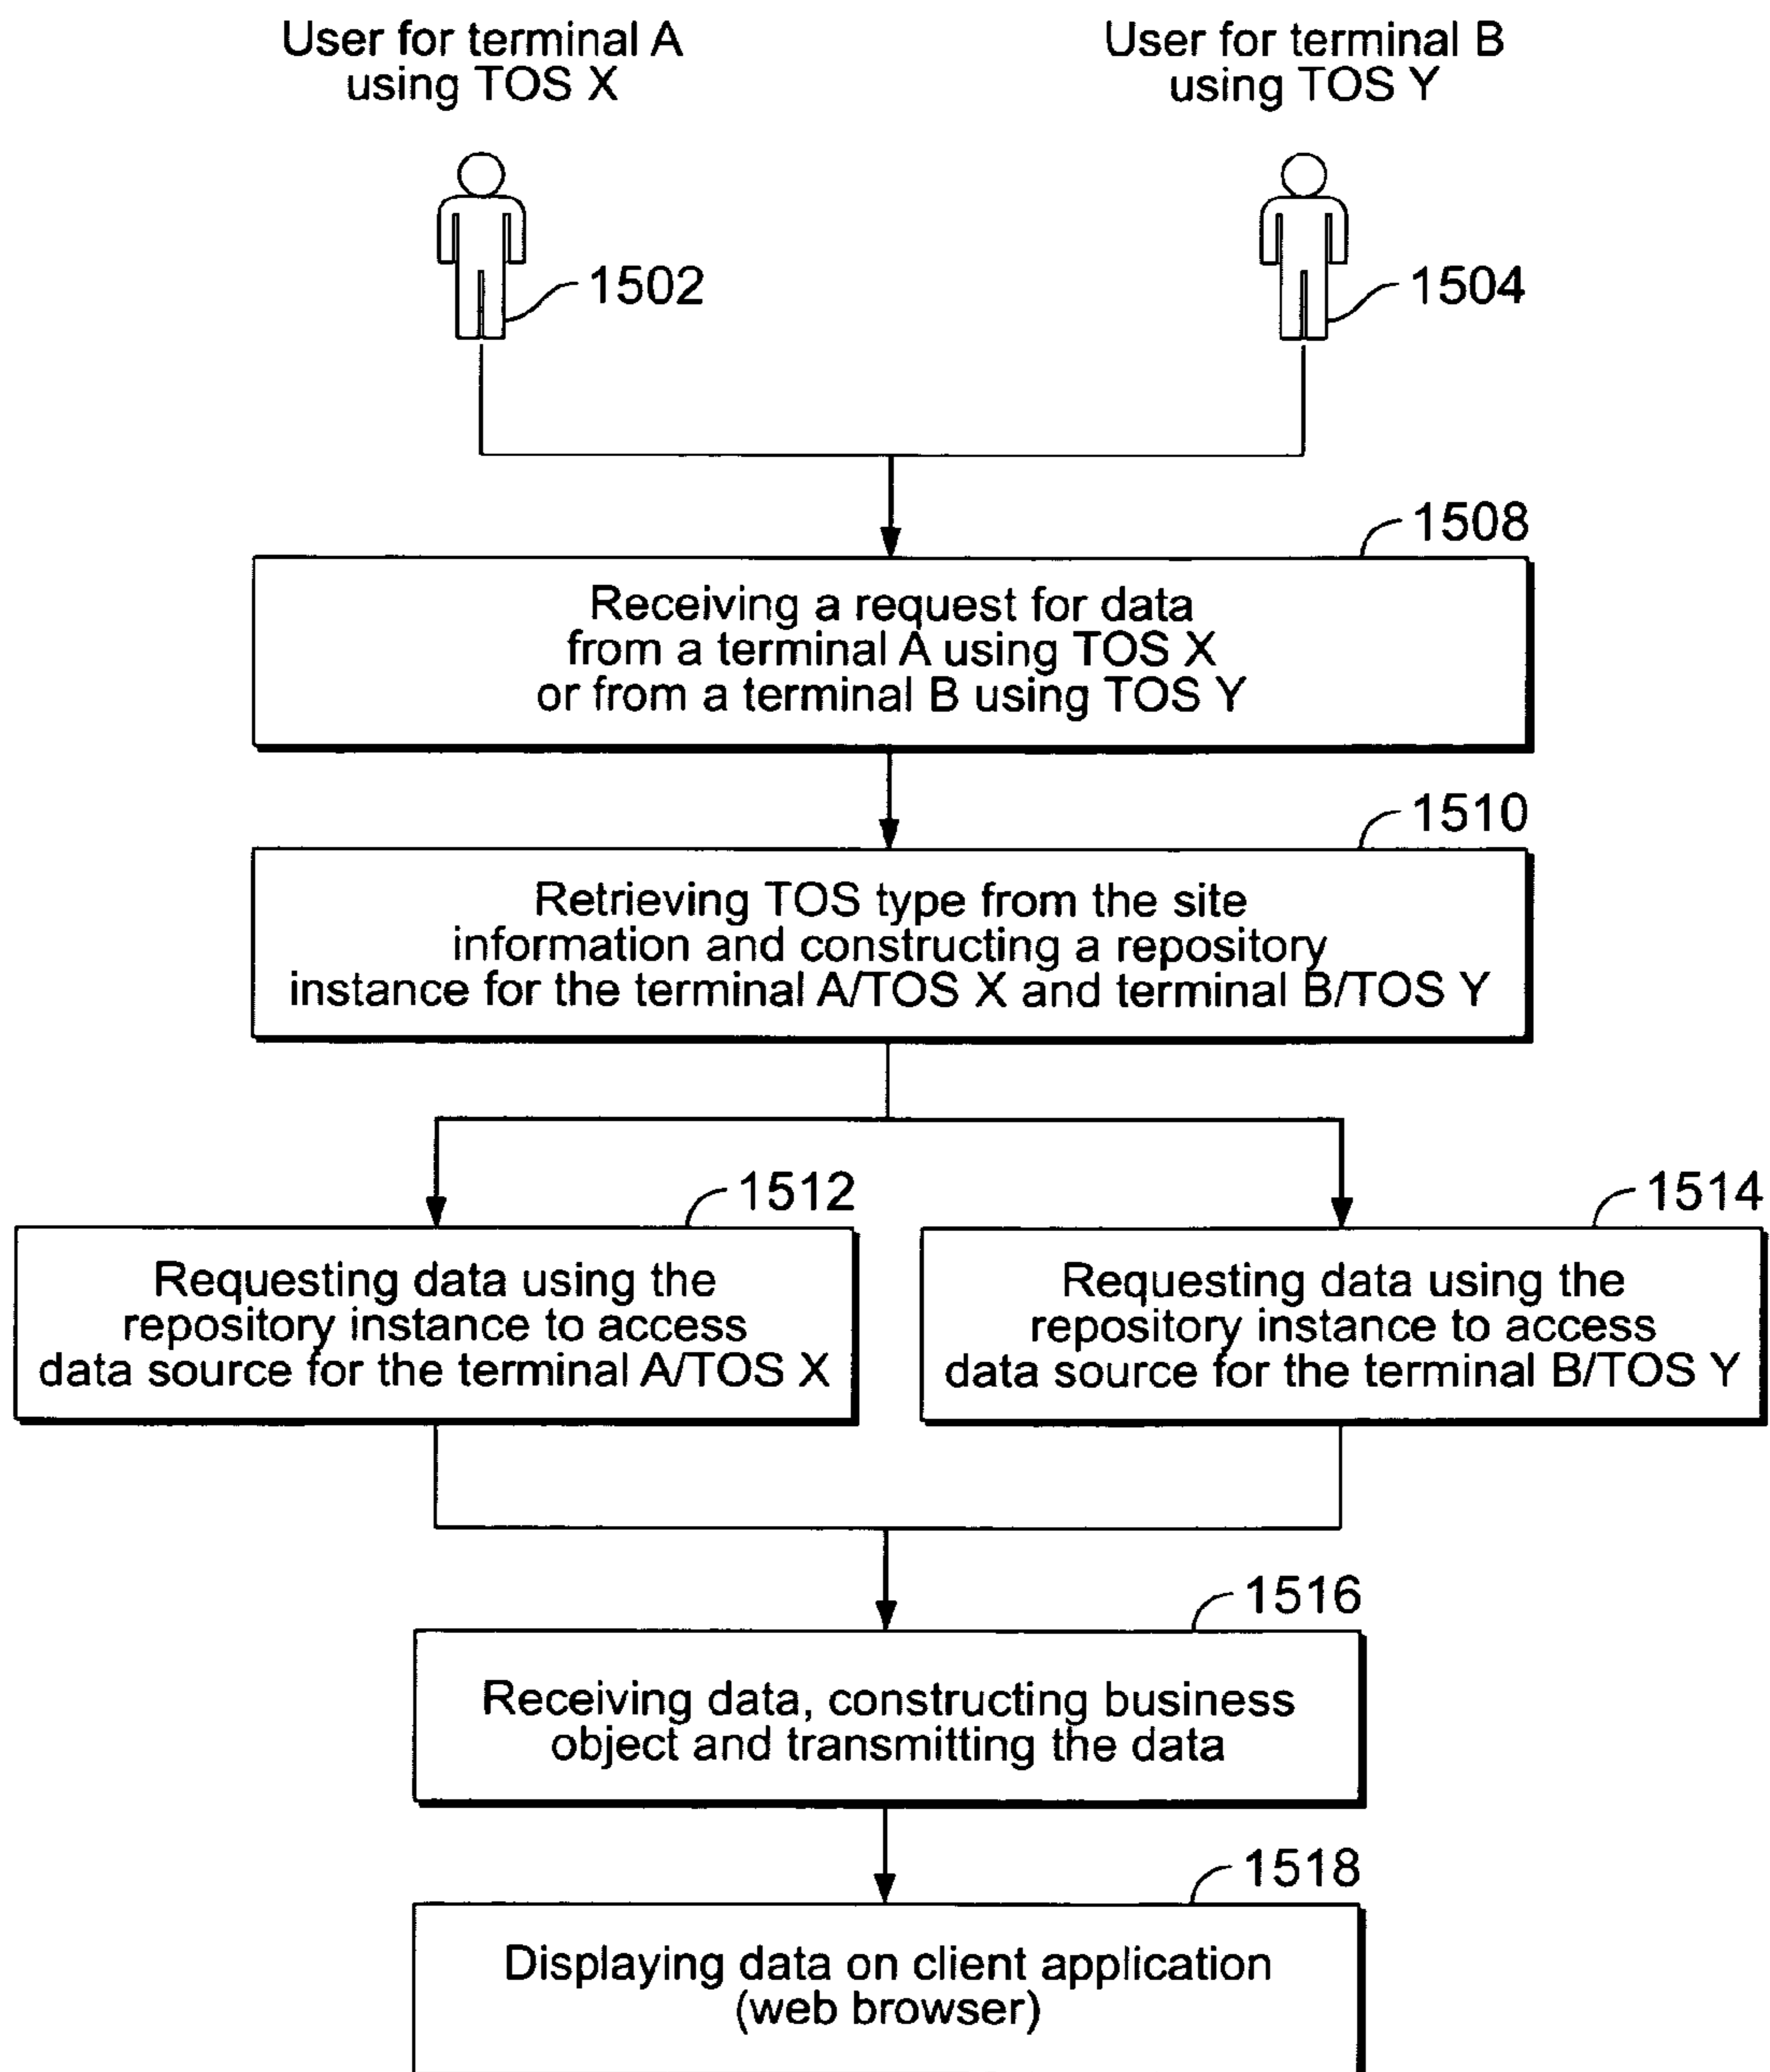 User for terminal A
using TOS X
User for terminal B
using TOS Y
1502
1504
1508
Receiving a request for data
from a terminal A using TOS X
or from a terminal B using TOS Y
1510
Retrieving TOS type from the site
information and constructing a repository
instance for the terminal A/TOS X and terminal B/TOS Y
1512
Requesting data using the
repository instance to access
data source for the terminal A/TOS X
1514
Requesting data using the
repository instance to access
data source for the terminal B/TOS Y
1516
Receiving data, constructing business
object and transmitting the data
1518
Displaying data on client application
(web browser)